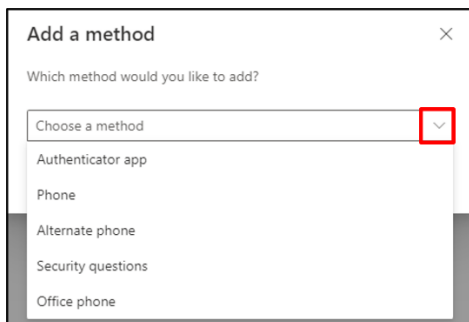 Add a method
Which method would you like to add?
Choose a method
Authenticator app
Phone
Alternate phone
Security questions
Office phone